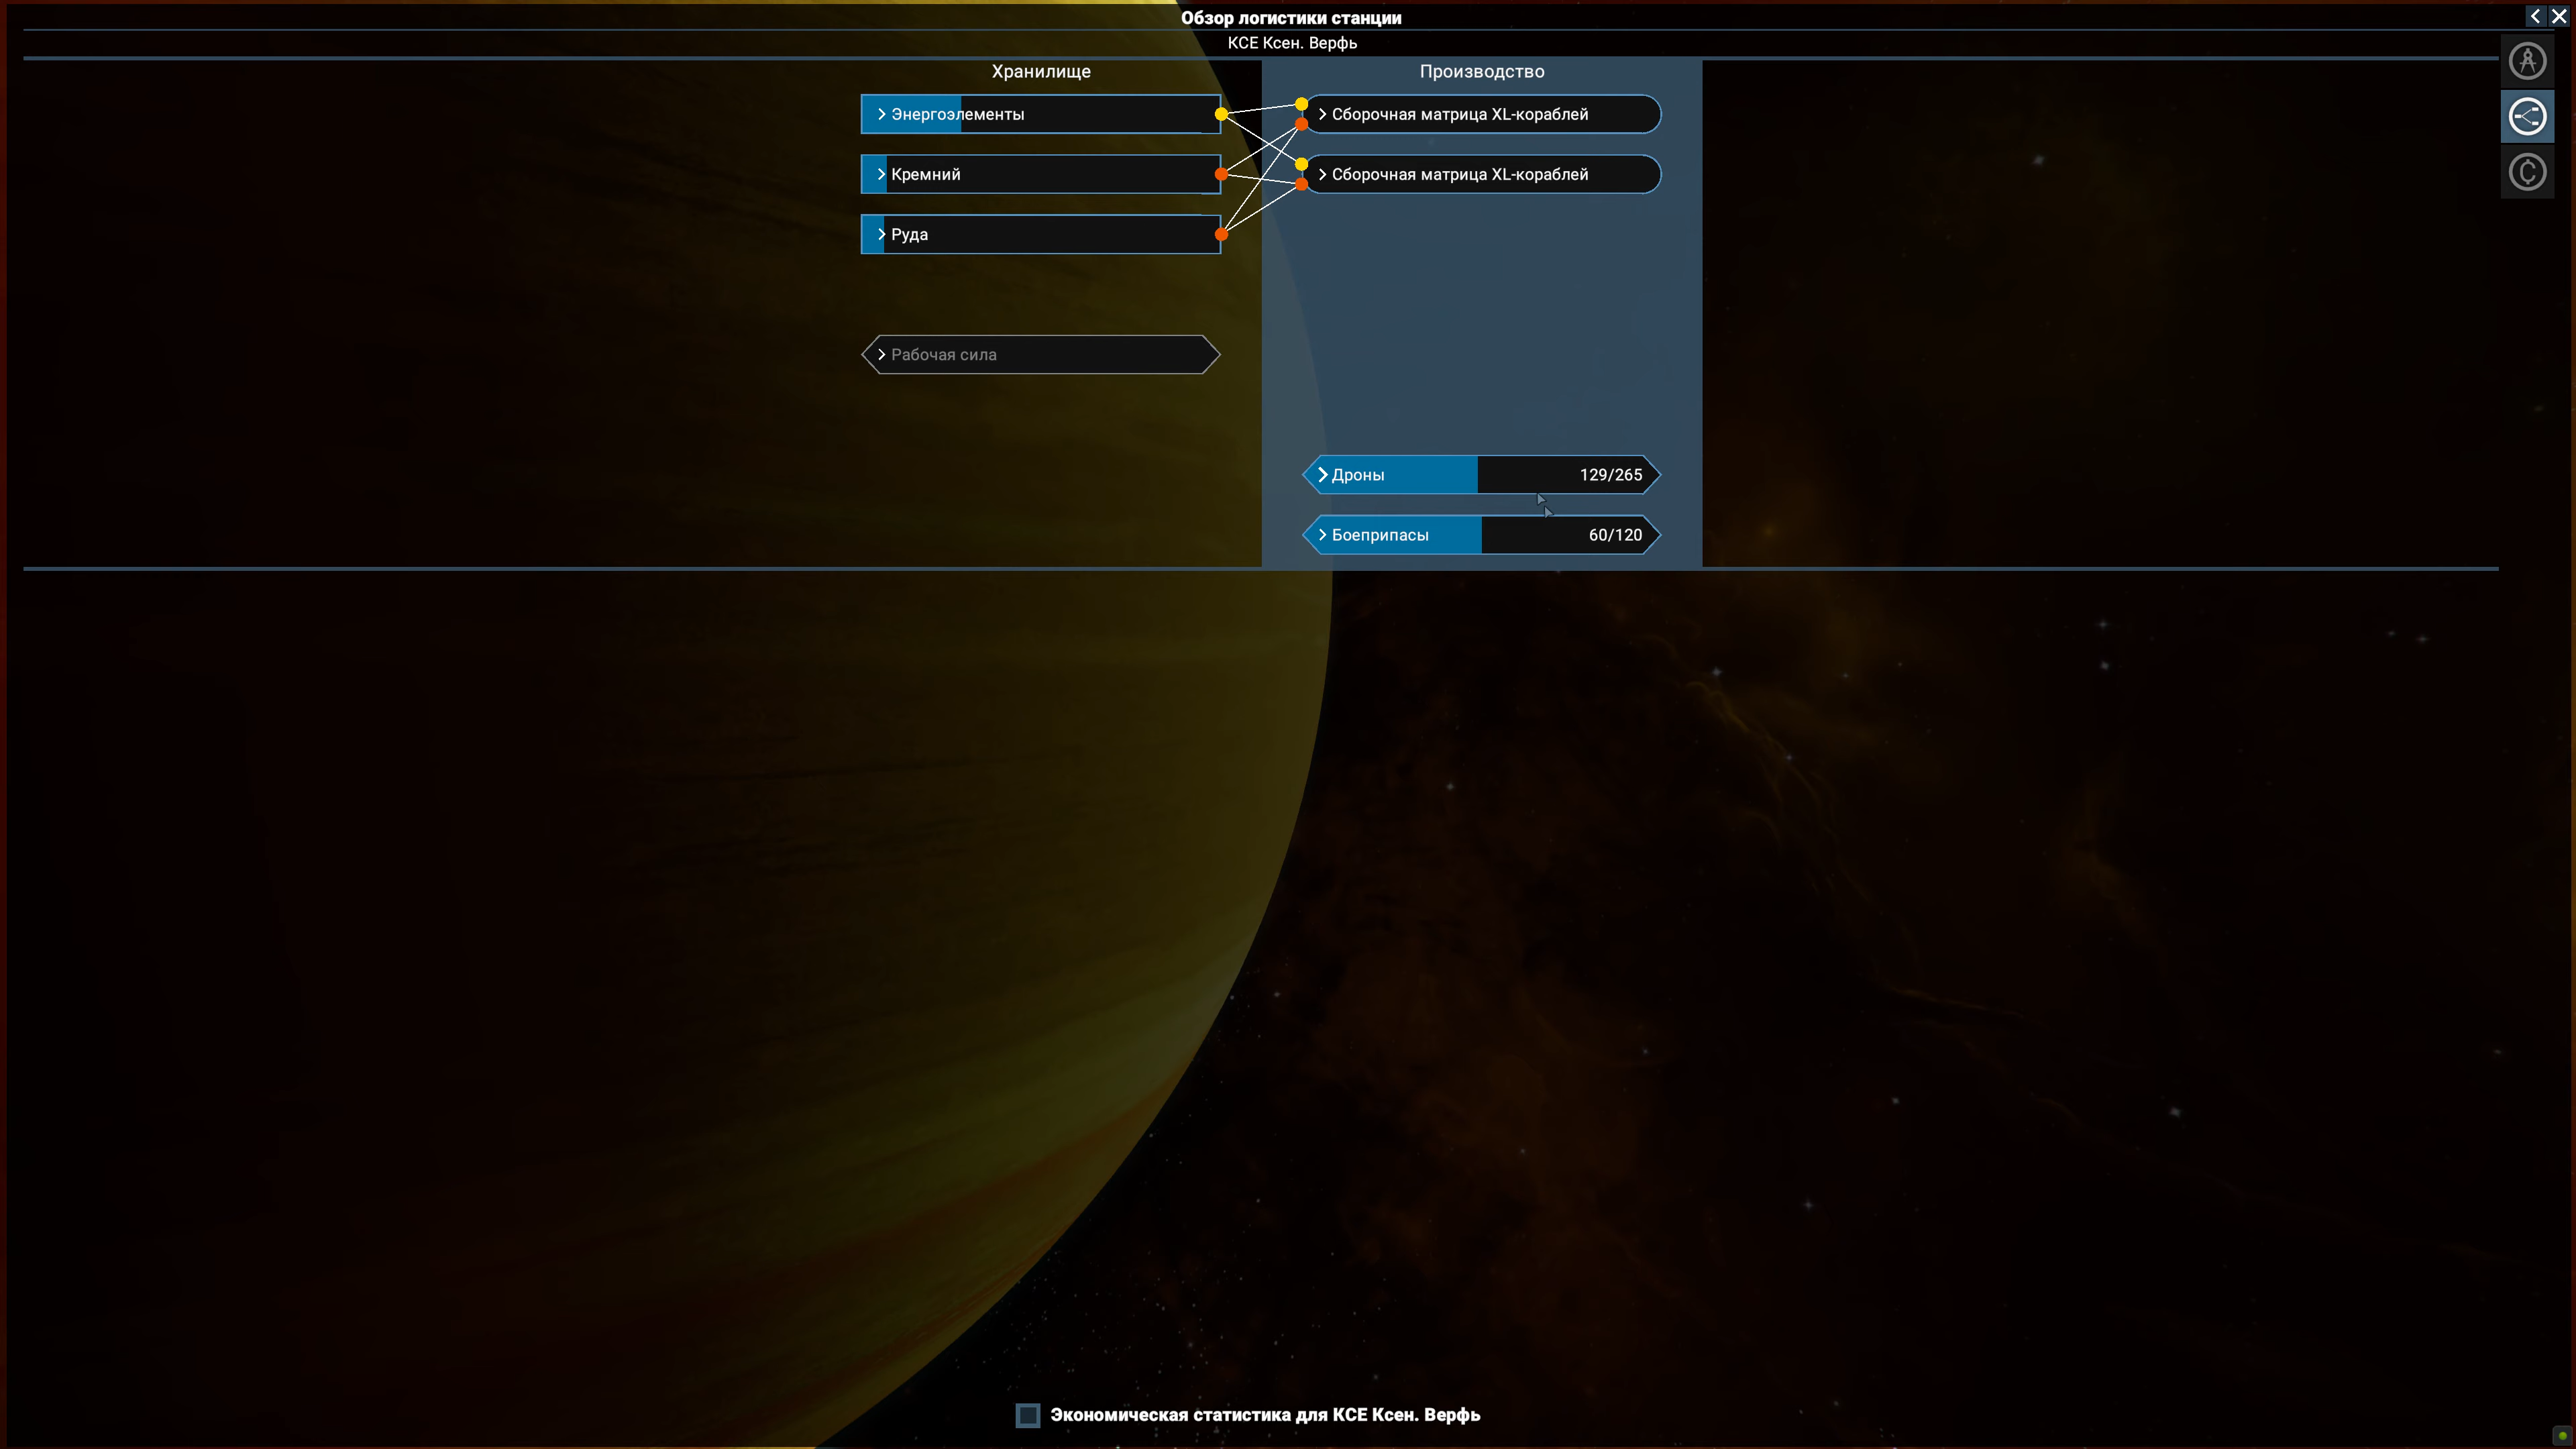 Обзор логистики станции
КСЕ Ксен. Верфь
Хранилище
Производство
Энергоэлементы
Сборочная матрица XL-кораблей
Кремний
Сборочная матрица XL-кораблей
Руда
Рабочая сила
Дроны 129/265
Боеприпасы 60/120
Экономическая статистика для КСЕ Ксен. Верфь